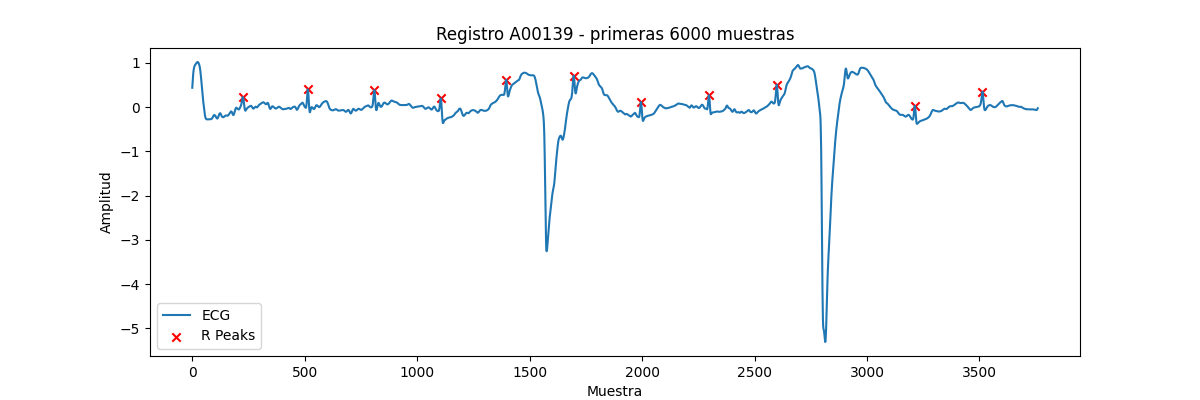 Registro A00139 - primeras 6000 muestras
Amplitud
1
0
−1
−2
−3
−4
−5
ECG
R Peaks
0 500 1000 1500 2000 2500 3000 3500
Muestra